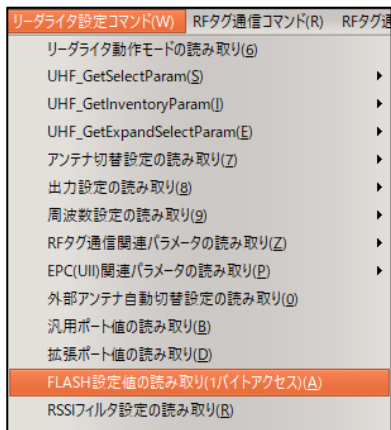 リーダライタ設定コマンド(W) RFタグ通信コマンド(R) RFタグ通
リーダライタ動作モードの読み取り(6)
UHF_GetSelectParam(S)
UHF_GetInventoryParam(I)
UHF_GetExpandSelectParam(E)
アンテナ切替設定の読み取り(7)
出力設定の読み取り(8)
周波数設定の読み取り(9)
RFタグ通信関連パラメータの読み取り(Z)
EPC(UII)関連パラメータの読み取り(P)
外部アンテナ自動切替設定の読み取り(0)
汎用ポート値の読み取り(B)
拡張ポート値の読み取り(D)
FLASH設定値の読み取り(1バイトアクセス)(A)
RSSIフィルタ設定の読み取り(R)